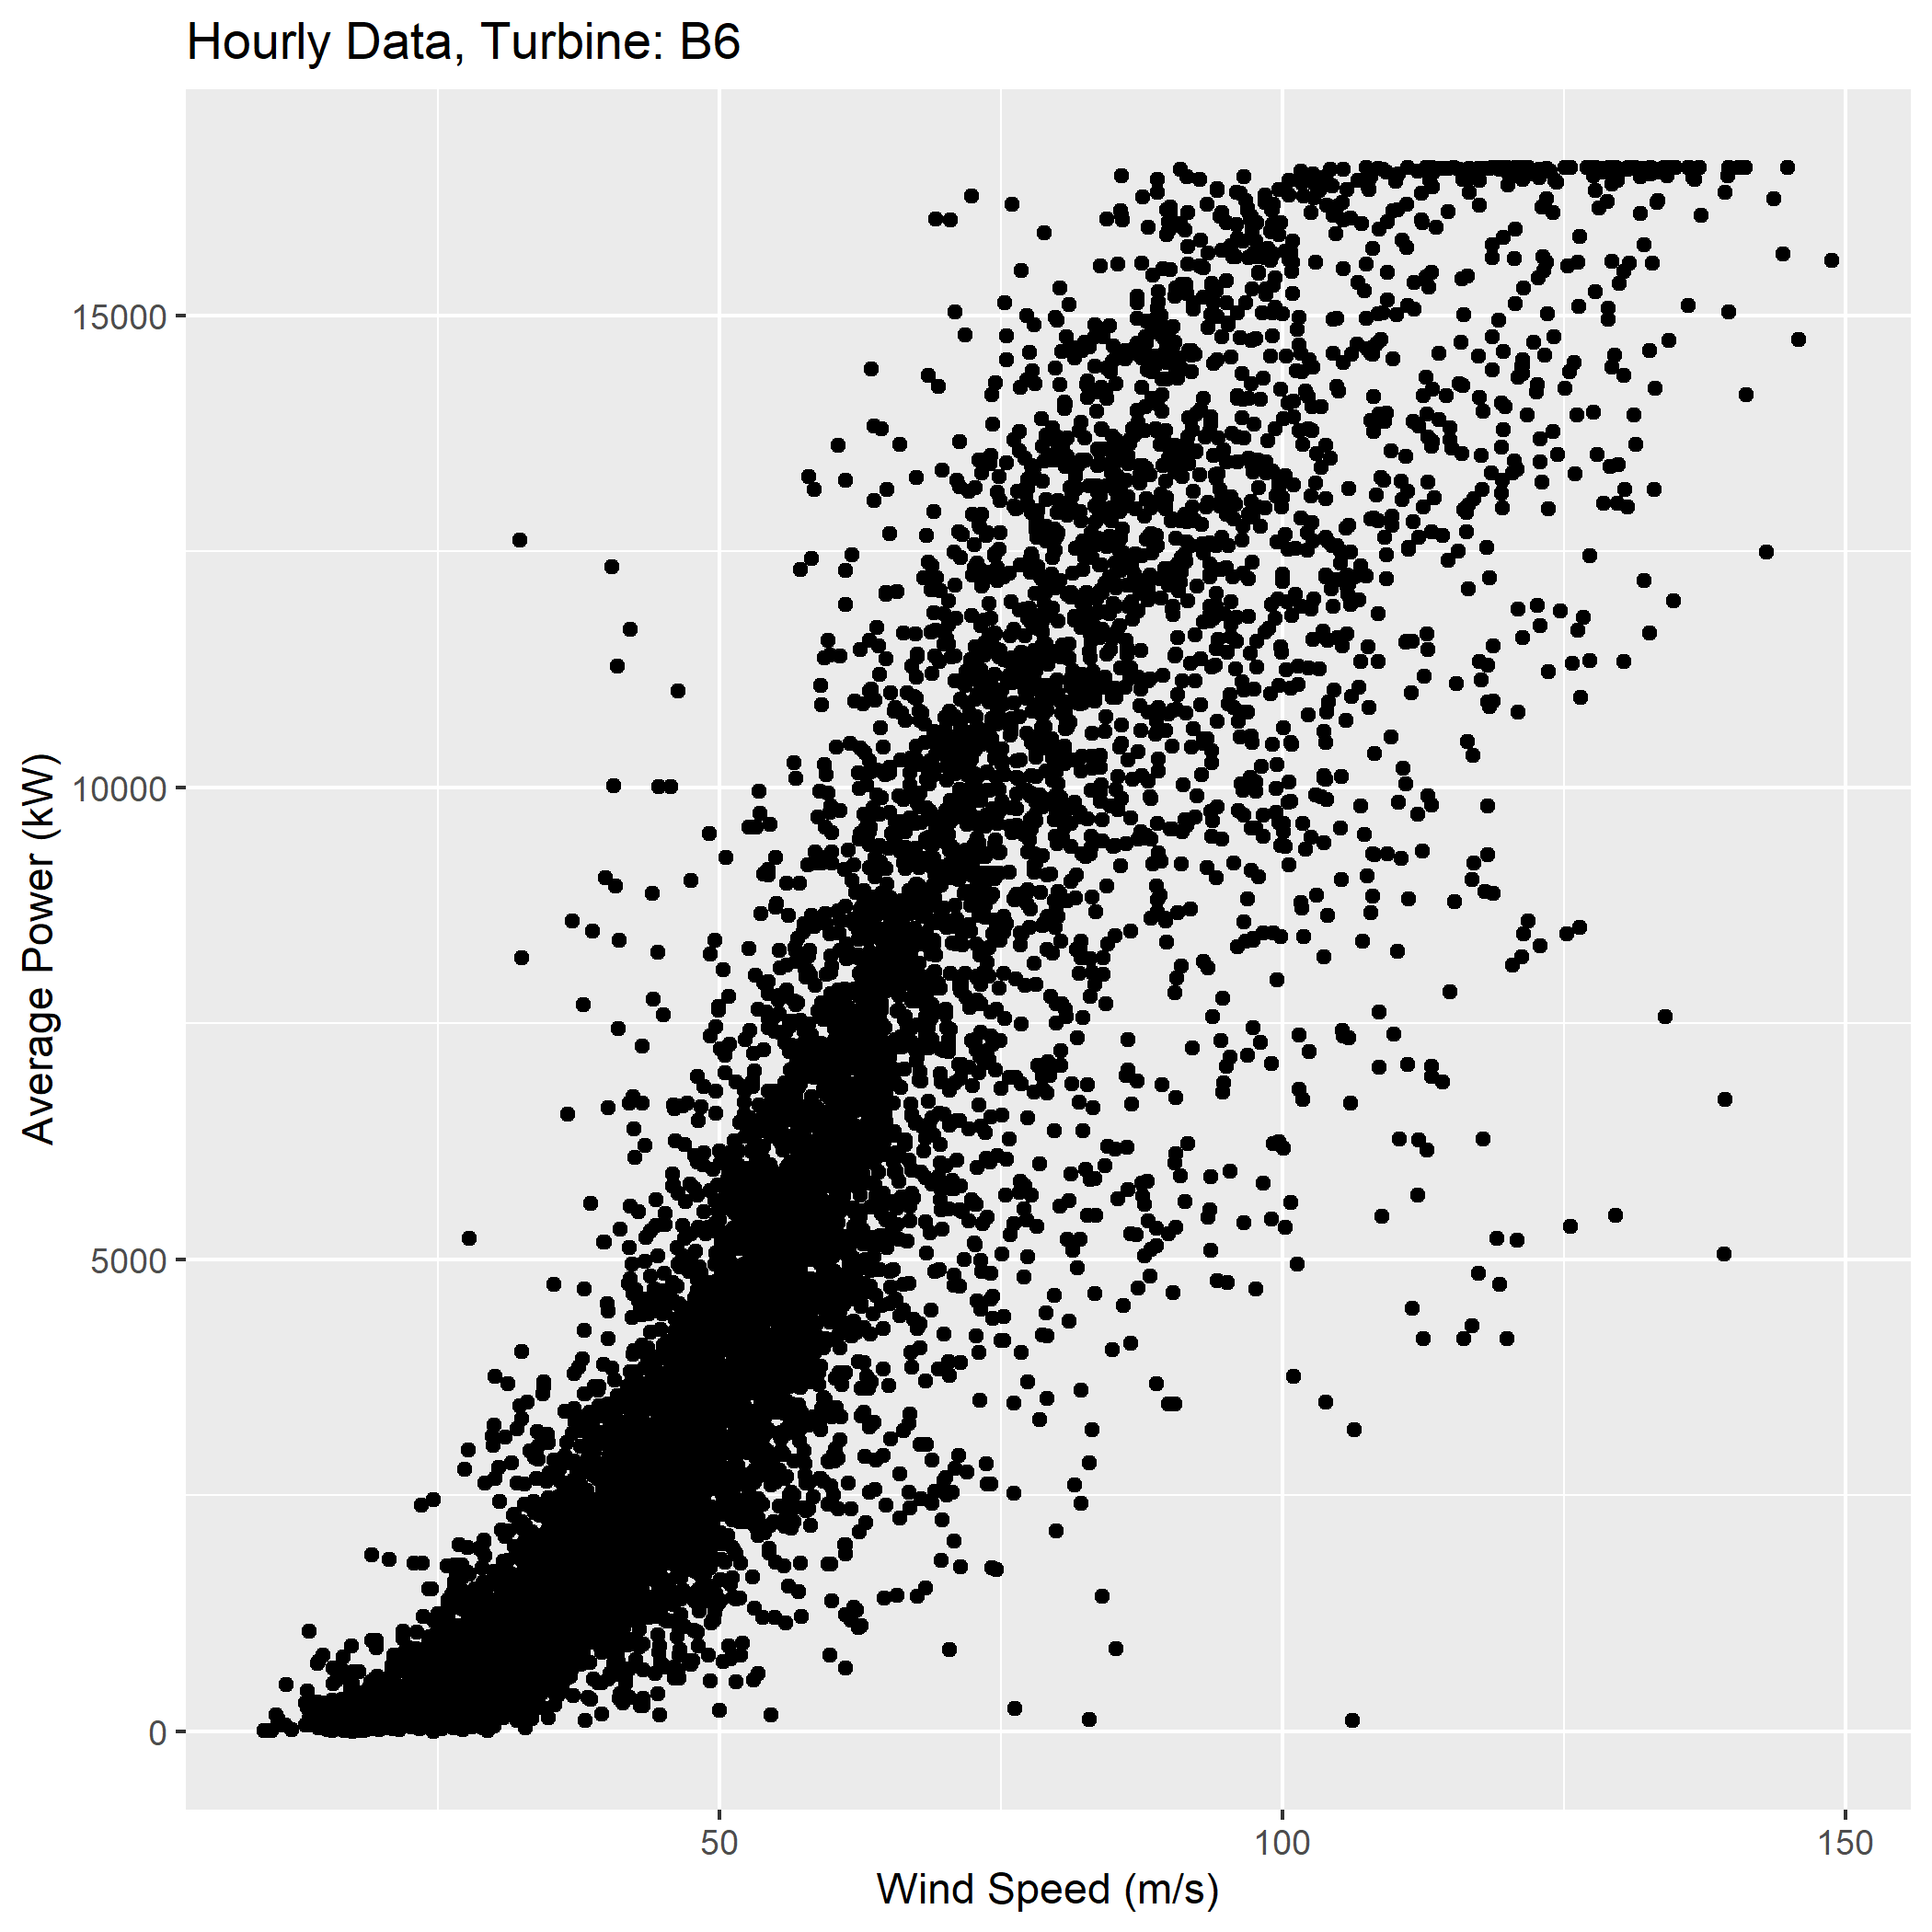 Hourly Data, Turbine: B6
Average Power (kW)
15000
10000
5000
0
50 100 150
Wind Speed (m/s)